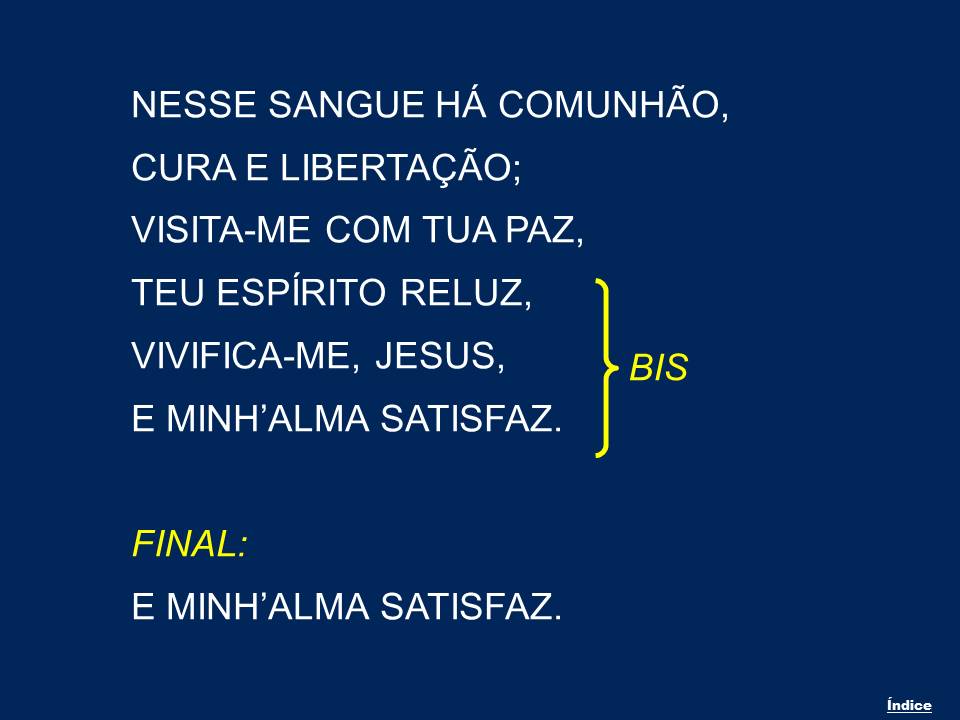 NESSE SANGUE HÁ COMUNHÃO,
CURA E LIBERTAÇÃO;
VISITA-ME COM TUA PAZ,
TEU ESPÍRITO RELUZ,
VIVIFICA-ME, JESUS,
BIS
E MINH’ALMA SATISFAZ.
FINAL:
E MINH’ALMA SATISFAZ.
Índice